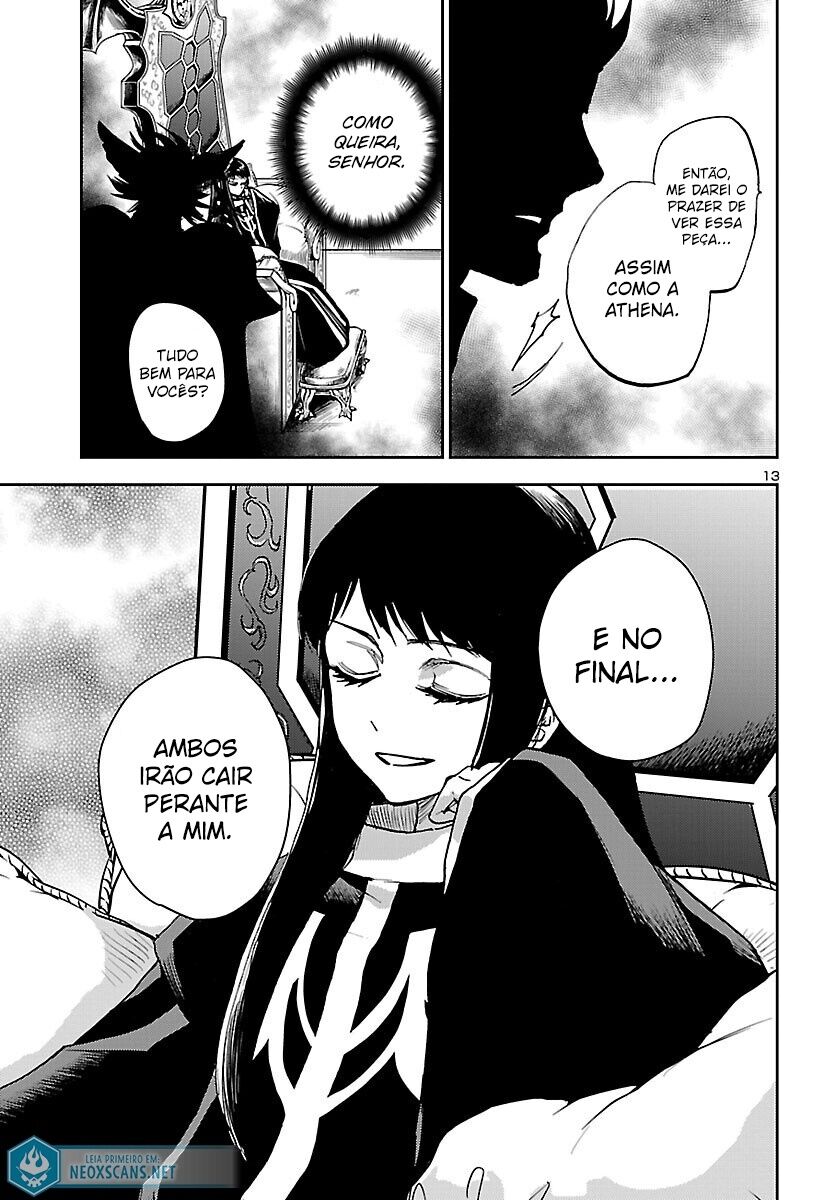 ENTÃO,
ME DAREI O
PRAZER DE
VER ESSA
PEÇA...
ASSIM
COMO A
ATHENA.
COMO
QUEIRA,
SENHOR.
TUDO
BEM PARA
VOCÊS?
13
E NO
FINAL...
AMBOS
IRÃO CAIR
PERANTE
A MIM.
LEIA PRIMEIRO EM:
NEOXSCANS.NET